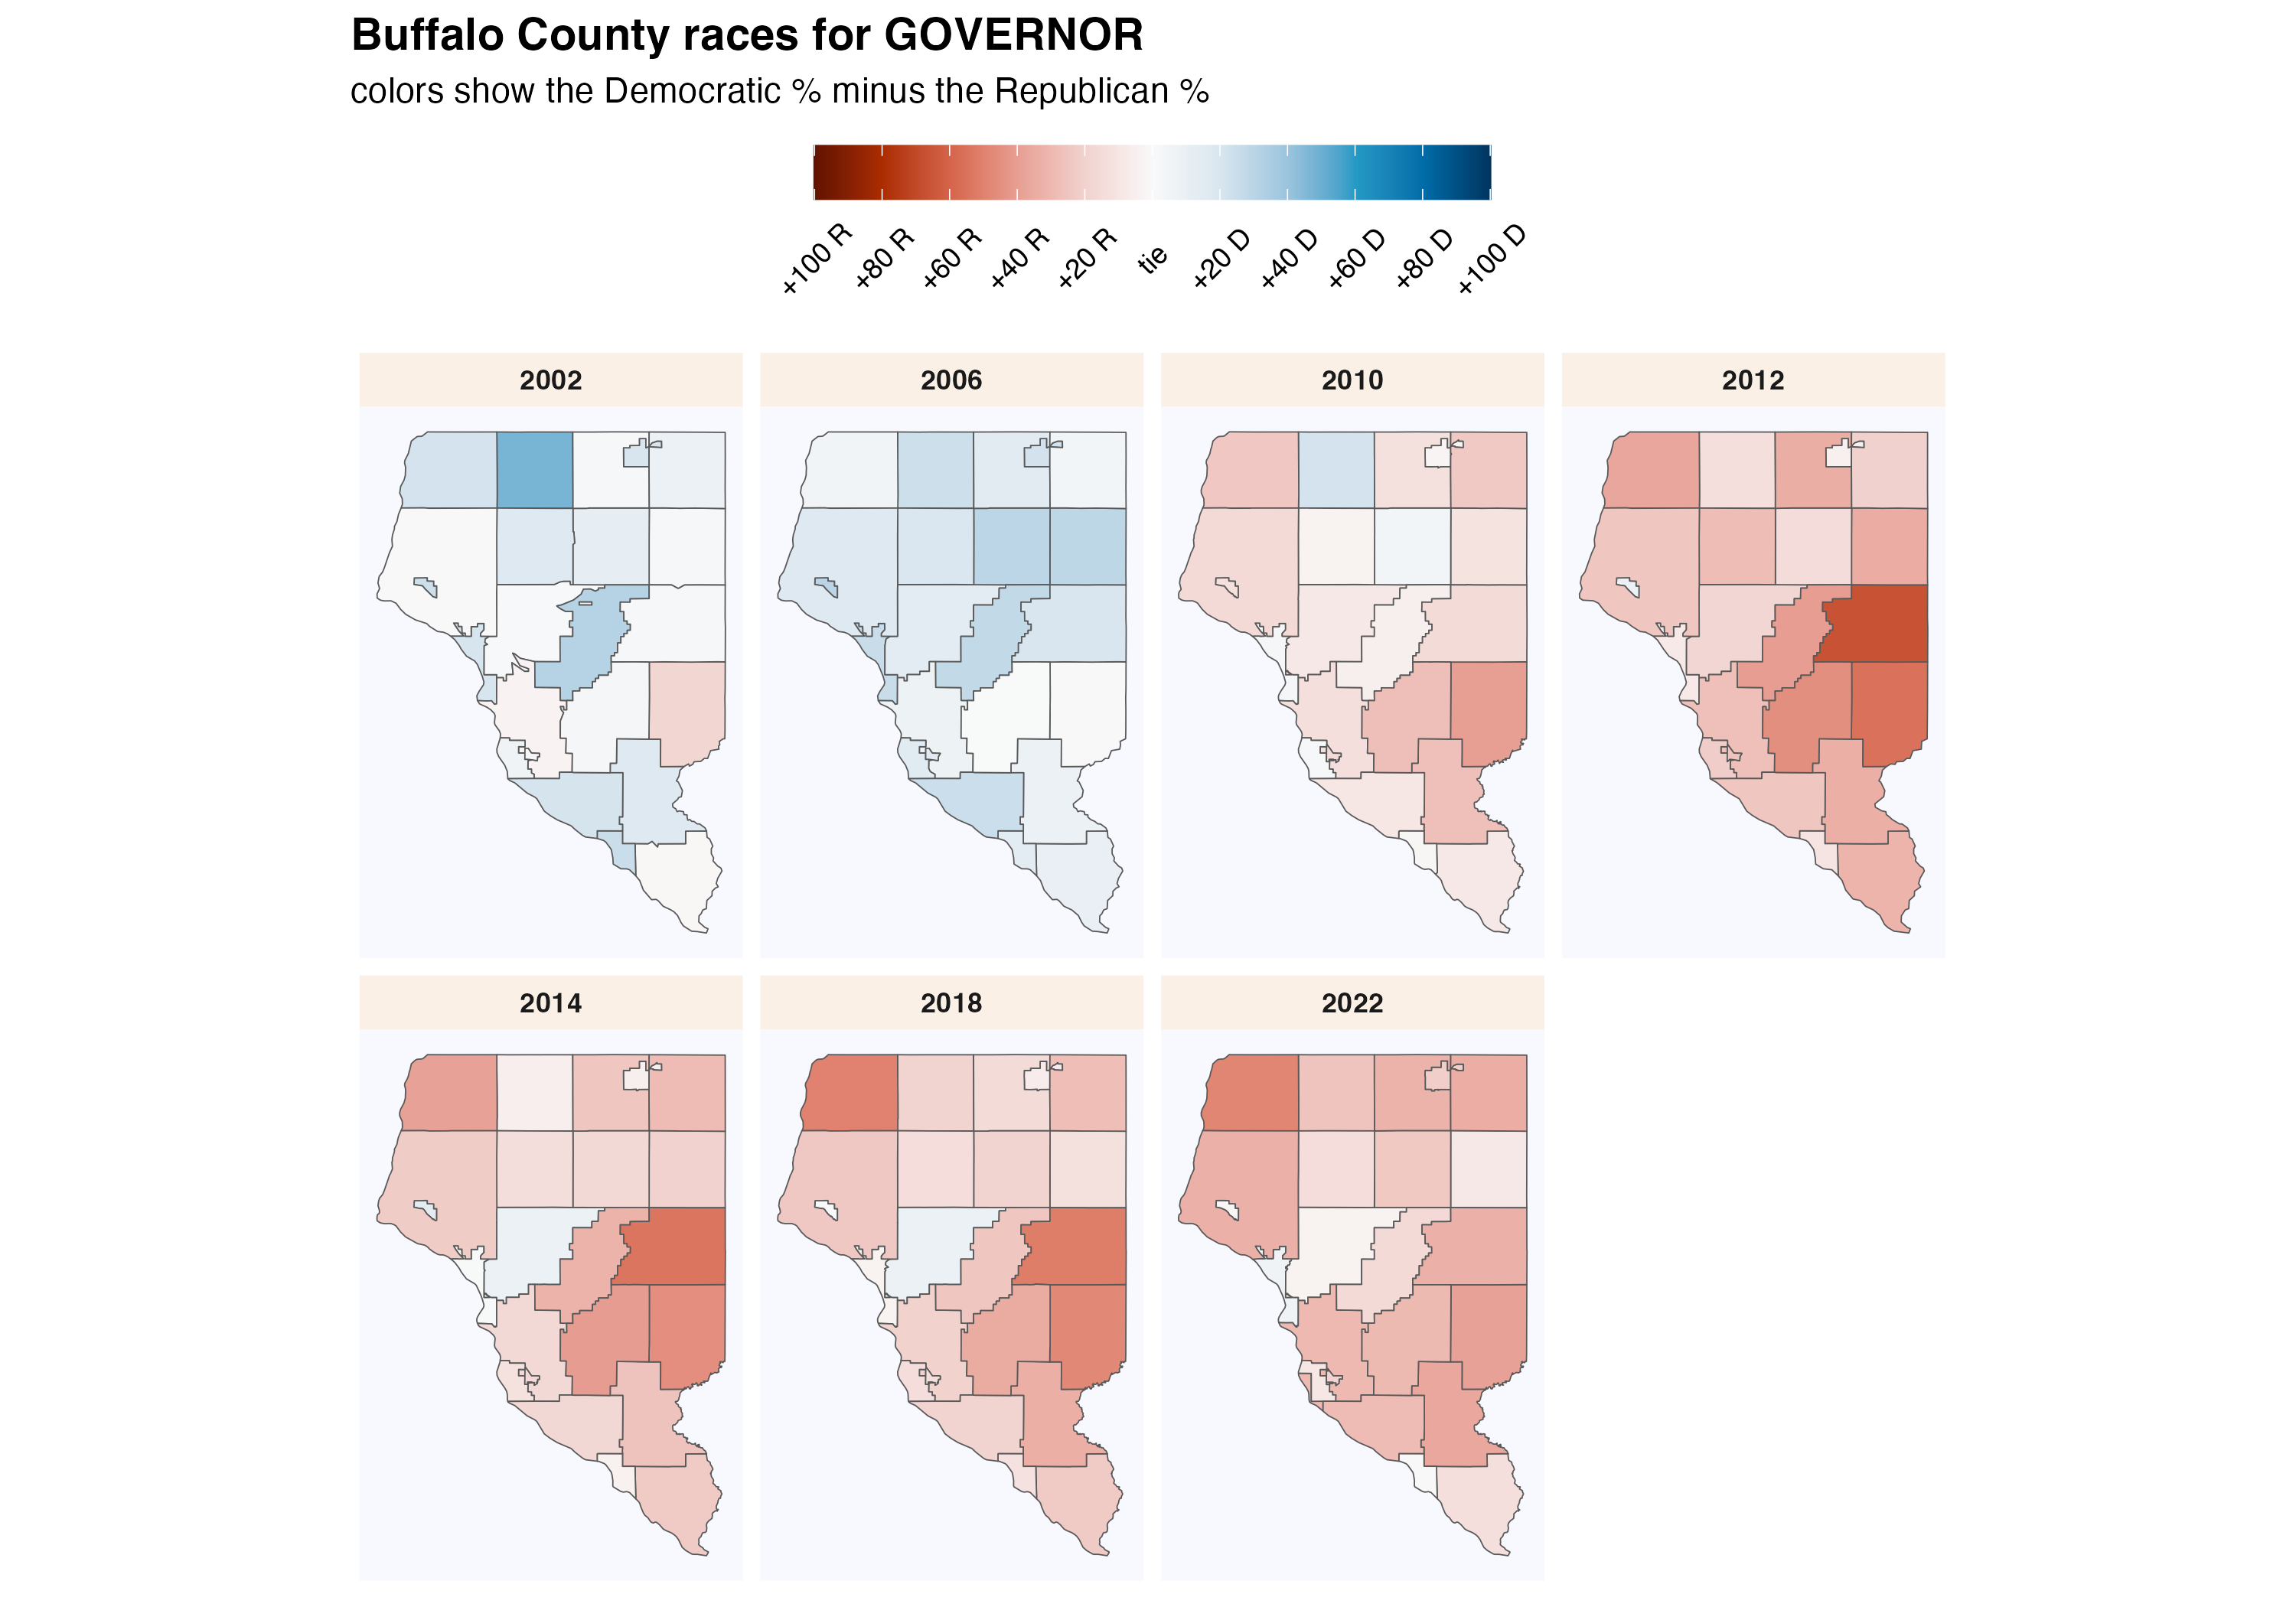 Buffalo County races for GOVERNOR
colors show the Democratic % minus the Republican %
+100 R
+80 R
+60 R
+40 R
+20 R
tie
+20 D
+40 D
+60 D
+80 D
+100 D
2002
2006
2010
2012
2014
2018
2022